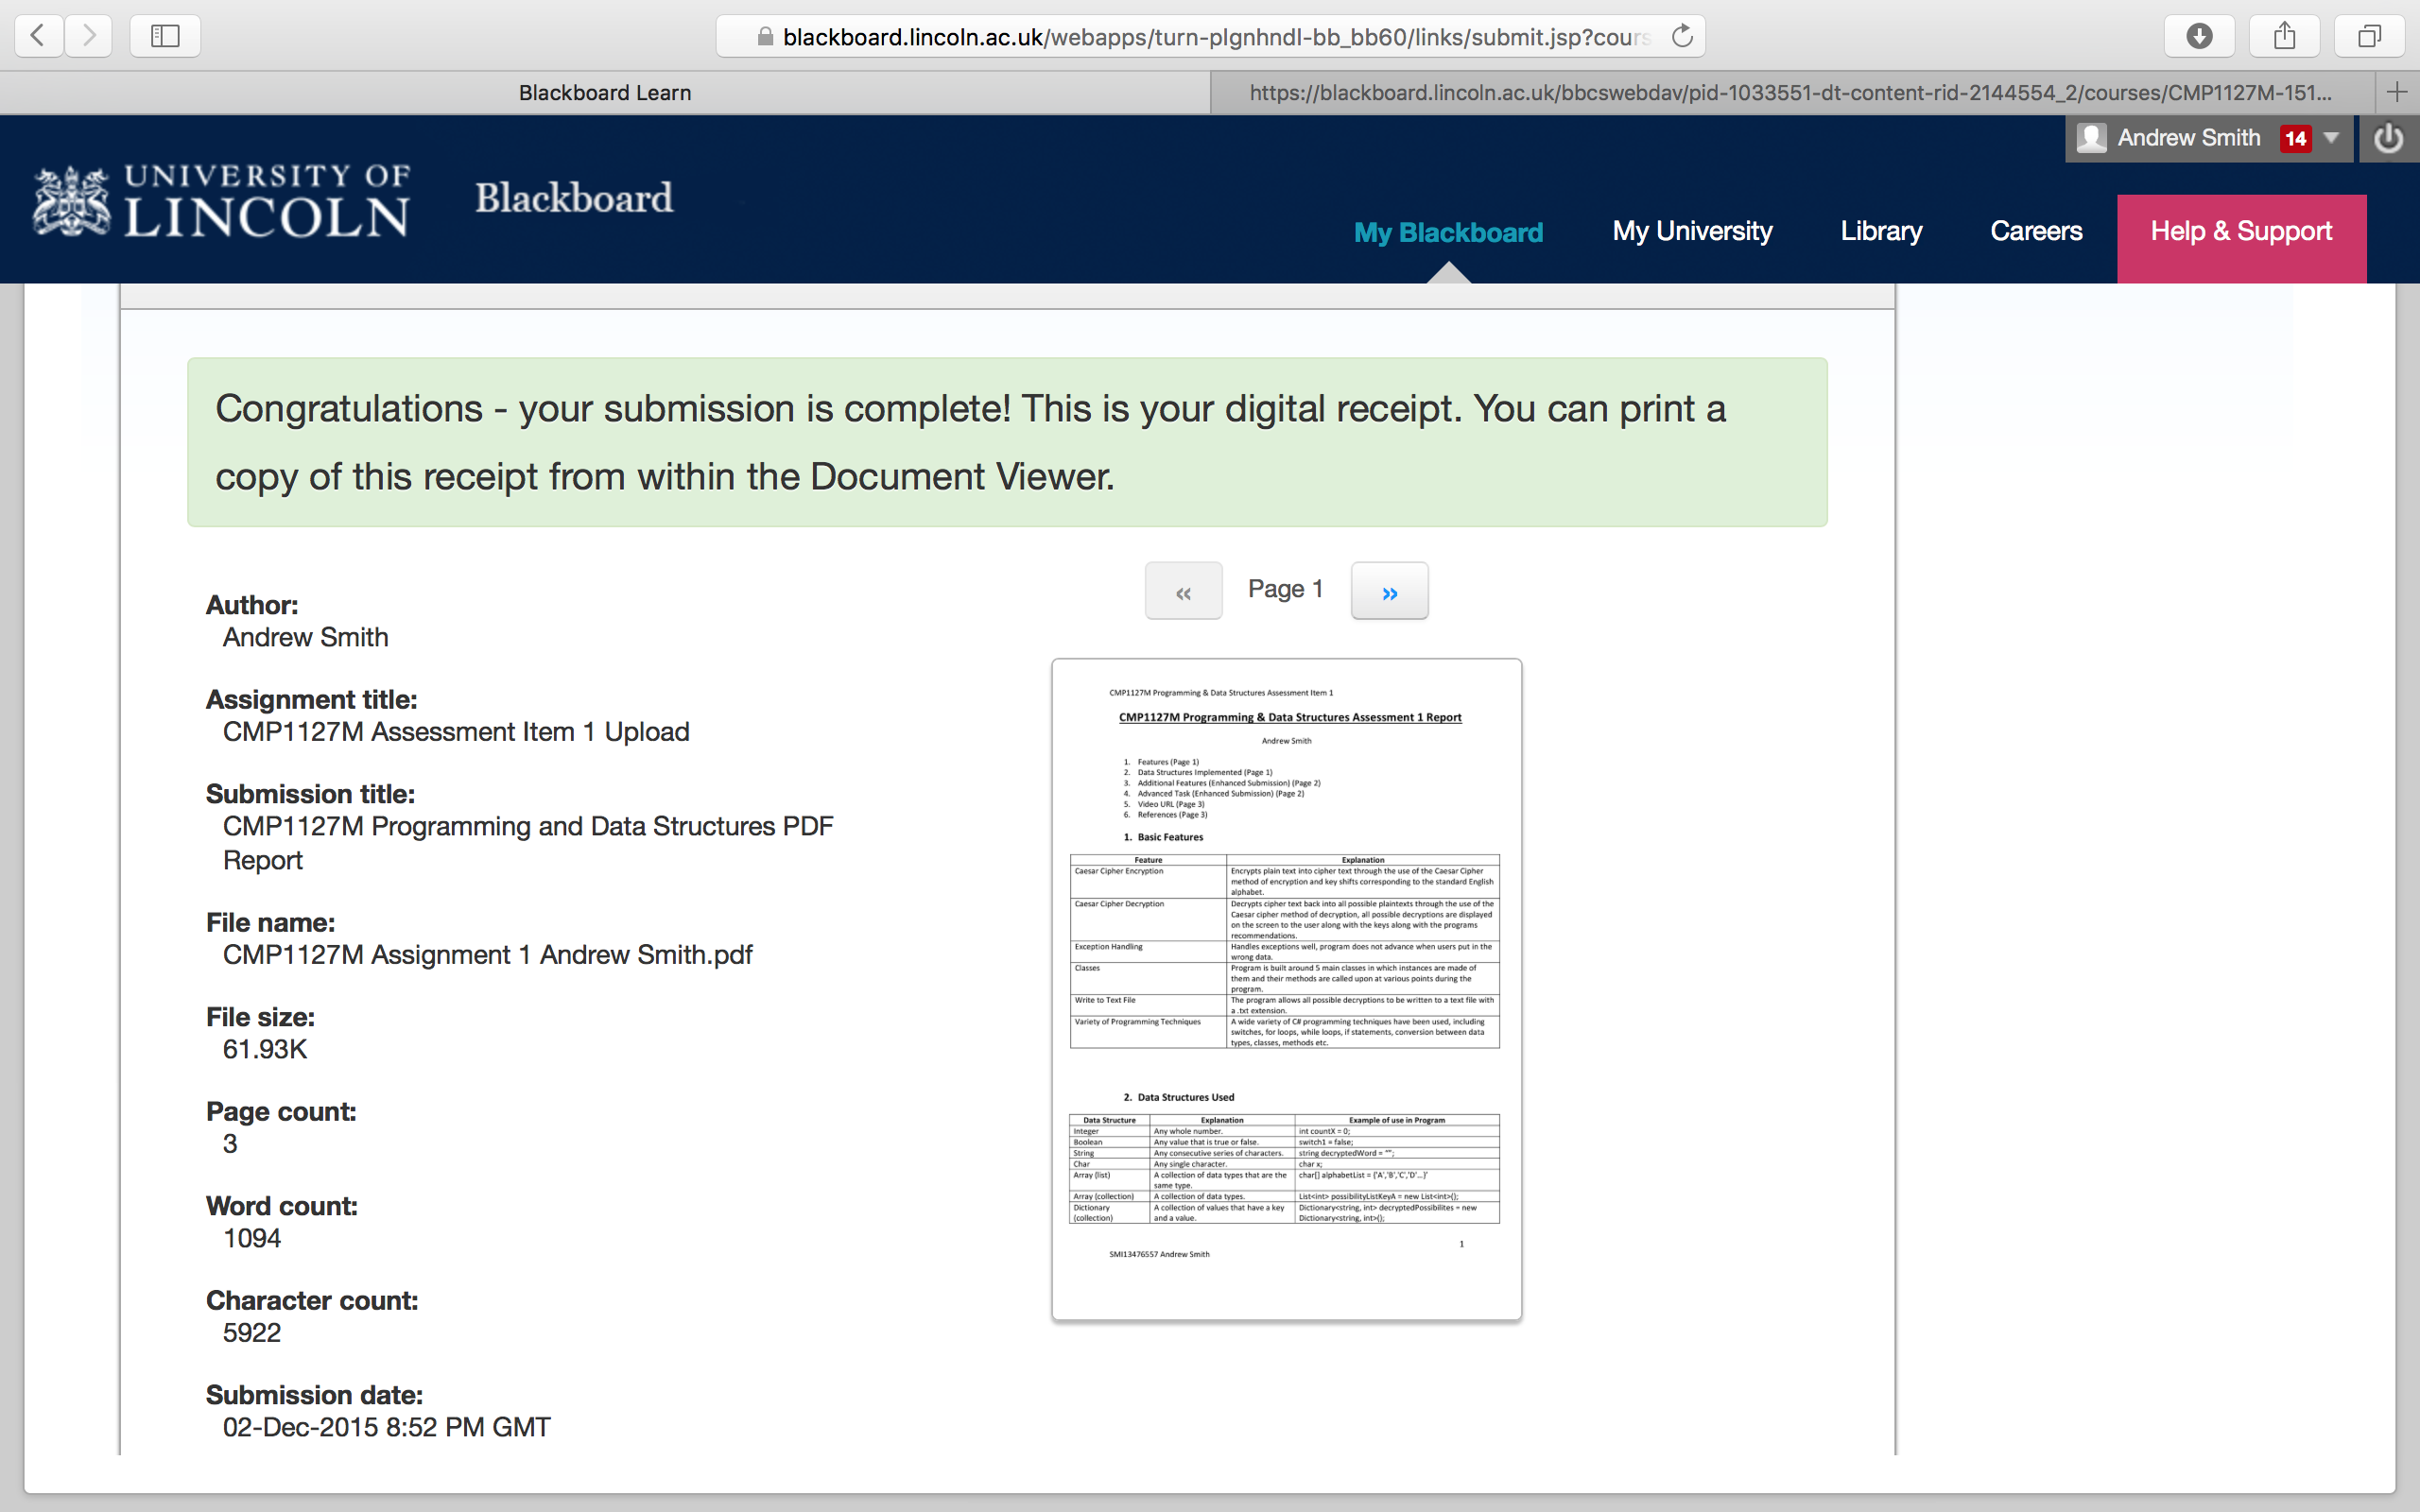 blackboard.lincoln.ac.uk/webapps/turn-plgnhndl-bb_bb60/links/submit.jsp?cours
Blackboard Learn
https://blackboard.lincoln.ac.uk/bbcswebdav/pid-1033551-dt-content-rid-2144554_2/courses/CMP1127M-151...
Andrew Smith 14
UNIVERSITY OF
LINCOLN
Blackboard
My Blackboard
My University
Library
Careers
Help & Support
Congratulations - your submission is complete! This is your digital receipt. You can print a
copy of this receipt from within the Document Viewer.
Author:
Andrew Smith
Assignment title:
CMP1127M Assessment Item 1 Upload
Submission title:
CMP1127M Programming and Data Structures PDF
Report
File name:
CMP1127M Assignment 1 Andrew Smith.pdf
File size:
61.93K
Page count:
3
Word count:
1094
Character count:
5922
Submission date:
02-Dec-2015 8:52 PM GMT
« Page 1 »
CMP1127M Programming & Data Structures Assessment Item 1
CMP1127M Programming & Data Structures Assessment 1 Report
Andrew Smith
1. Features (Page 1)
2. Data Structures Implemented (Page 1)
3. Additional Features (Enhanced Submission) (Page 2)
4. Advanced Task (Enhanced Submission) (Page 2)
5. Video URL (Page 3)
6. References (Page 3)
1. Basic Features
Feature Explanation
Caesar Cipher Encryption Encrypts plain text into cipher text through the use of the Caesar Cipher
method of encryption and key shifts corresponding to the standard English
alphabet.
Caesar Cipher Decryption Decrypts cipher text back into all possible plaintexts through the use of the
Caesar cipher method of decryption, all possible decryptions are displayed
on the screen to the user along with the keys along with the programs
recommendations.
Exception Handling Handles exceptions well, program does not advance when users put in the
wrong data.
Classes Program is built around 5 main classes in which instances are made of
them and their methods are called upon at various points during the
program.
Write to Text File The program allows all possible decryptions to be written to a text file with
a .txt extension.
Variety of Programming Techniques A wide variety of C# programming techniques have been used, including
switches, for loops, while loops, if statements, conversion between data
types, classes, methods etc.
2. Data Structures Used
Data Structure Explanation Example of use in Program
Integer Any whole number. int countX = 0;
Boolean Any value that is true or false. switch1 = false;
String Any consecutive series of characters. string decryptedWord = "";
Char Any single character. char x;
Array (list) A collection of data types that are the char[] alphabetList = {'A','B','C','D'...}'
same type.
Array (collection) A collection of data types. List<int> possibilityListKeyA = new List<int>();
Dictionary A collection of values that have a key Dictionary<string, int> decryptedPossibilites = new
(collection) and a value. Dictionary<string, int>();
1
SMI13476557 Andrew Smith